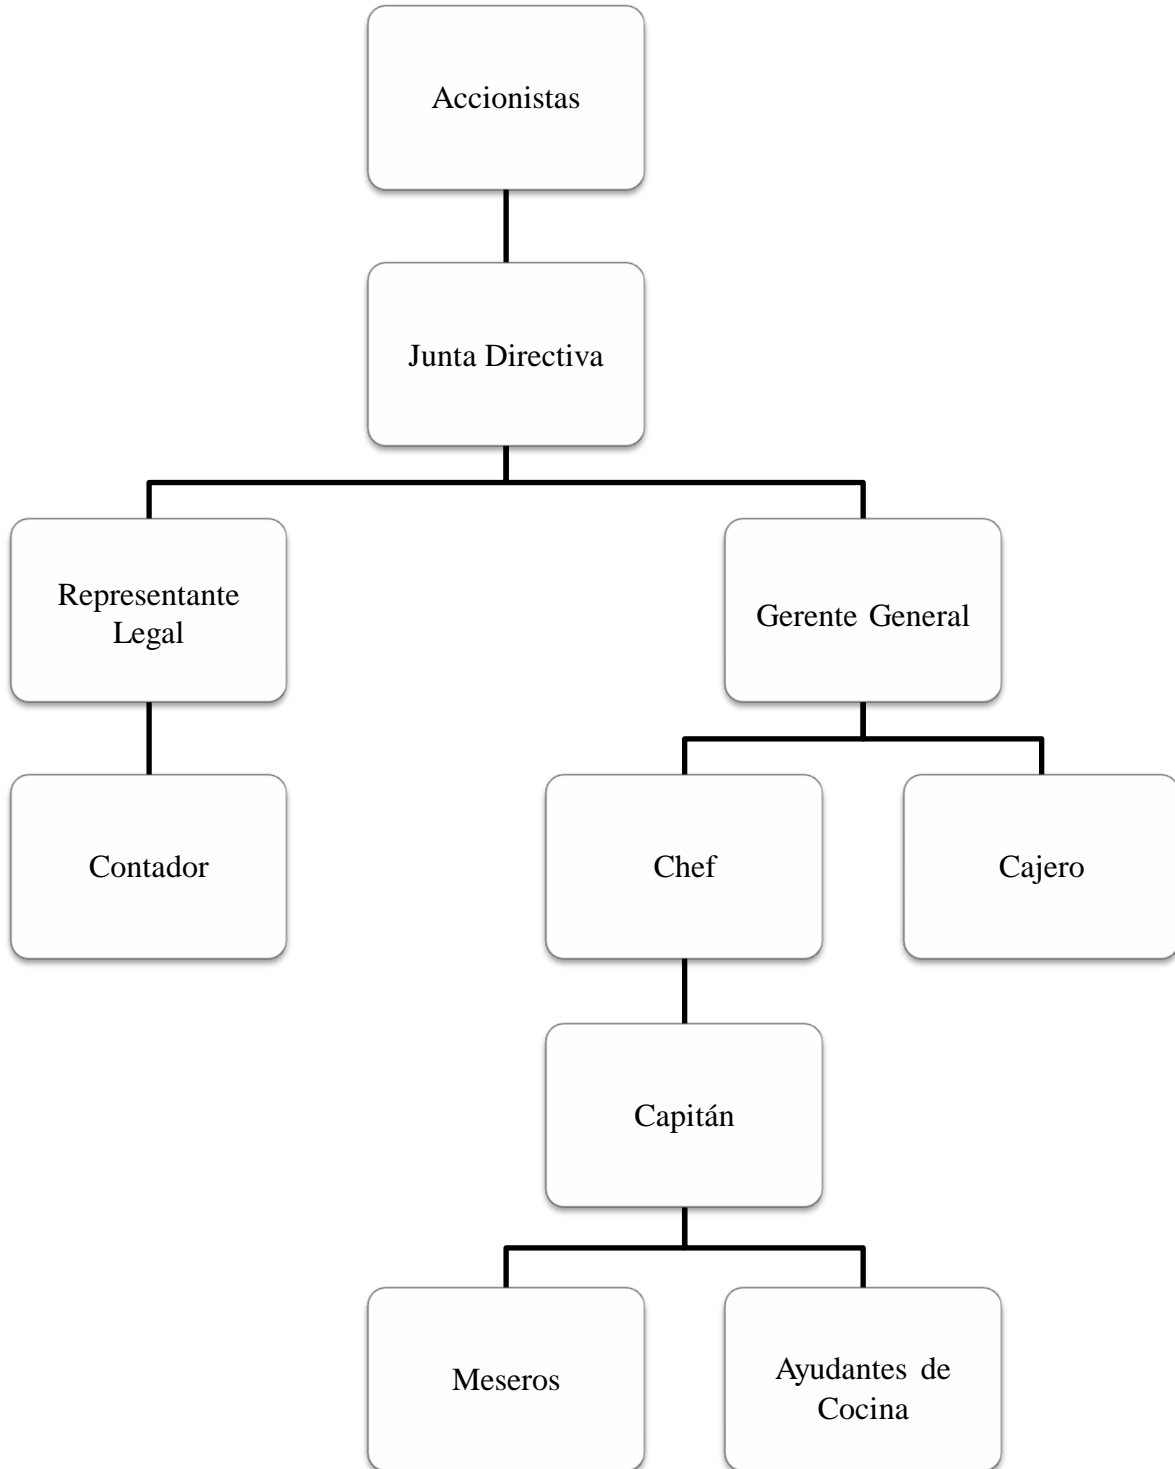 Accionistas
Junta Directiva
Representante
Legal
Gerente General
Contador
Chef
Cajero
Capitán
Meseros
Ayudantes de
Cocina